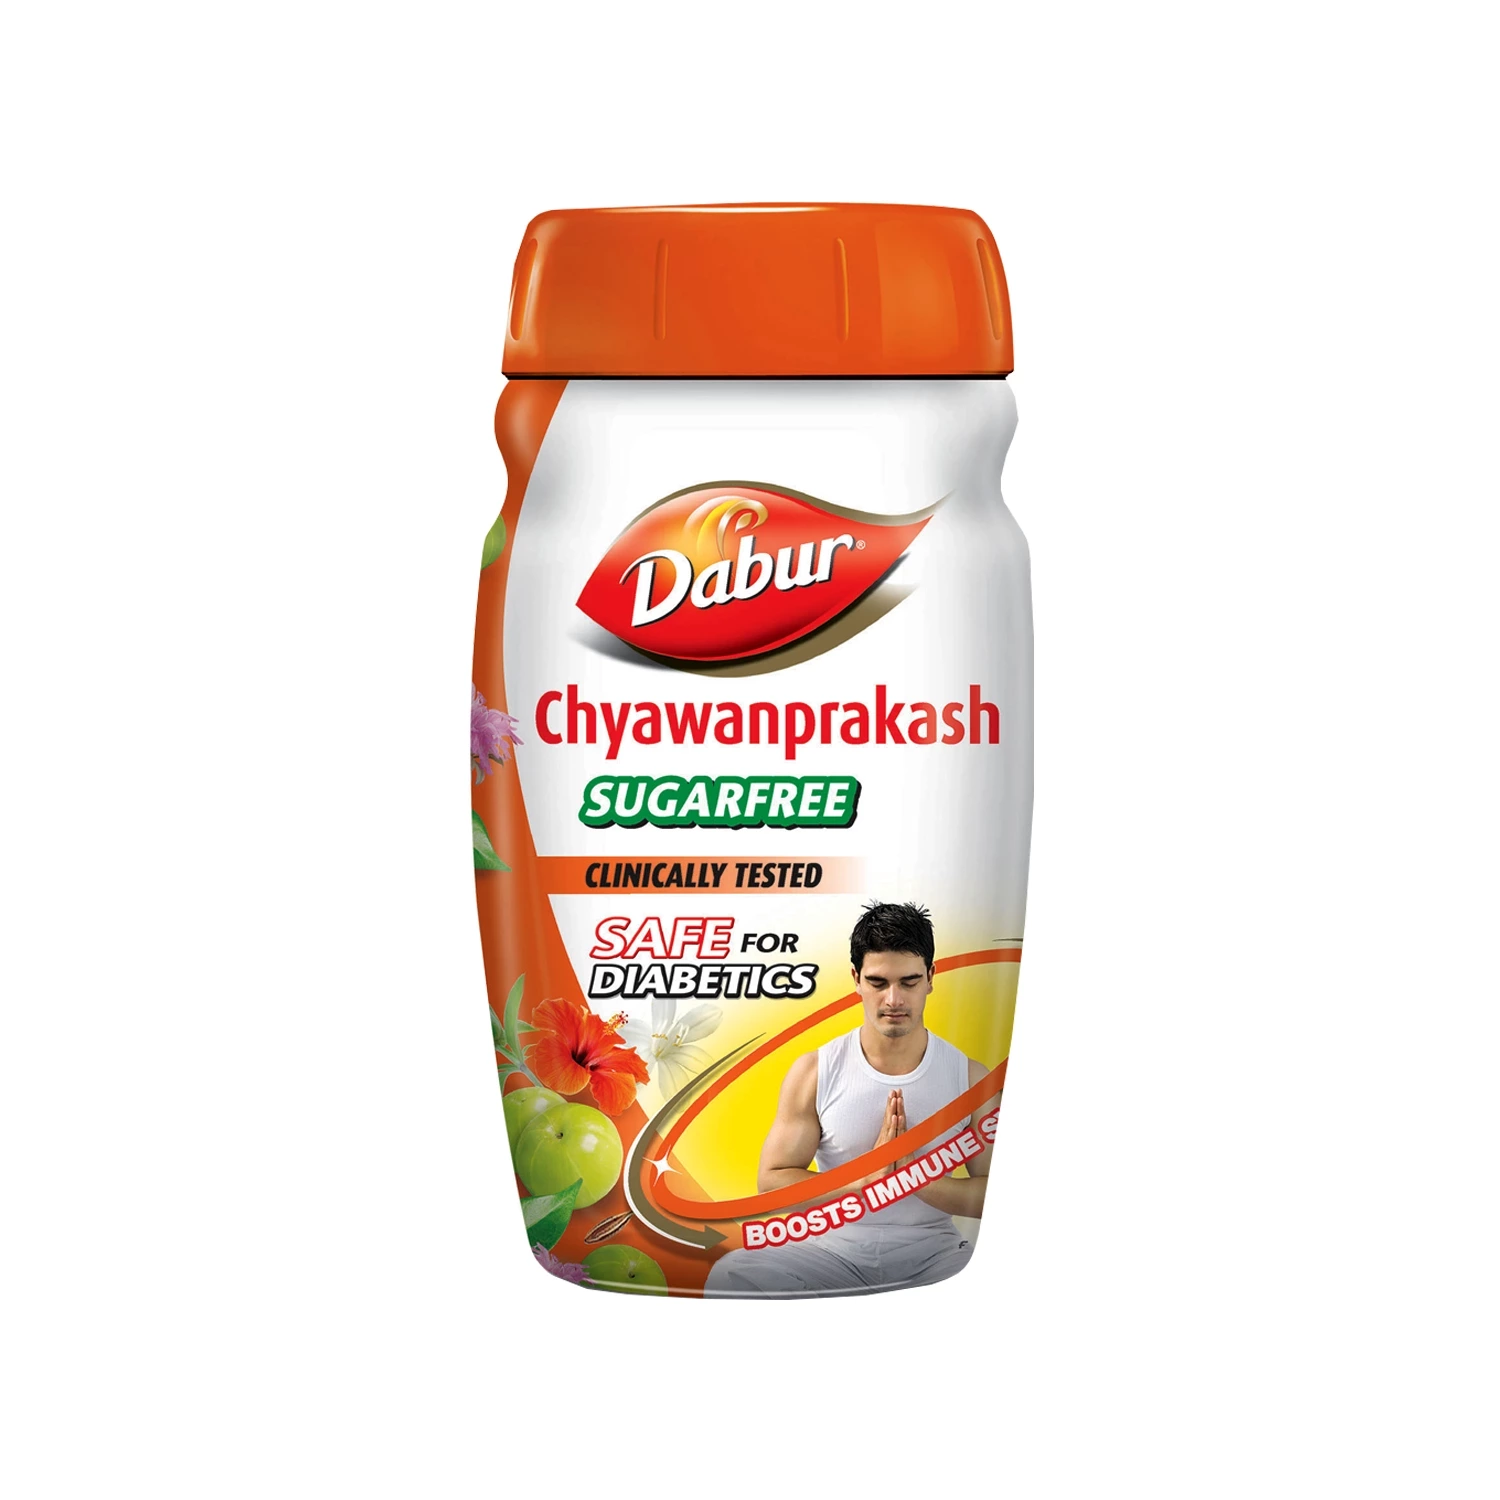 Dabur®
Chyawanprakash
SUGARFREE
CLINICALLY TESTED
SAFE FOR
DIABETICS
BOOSTS IMMUNE